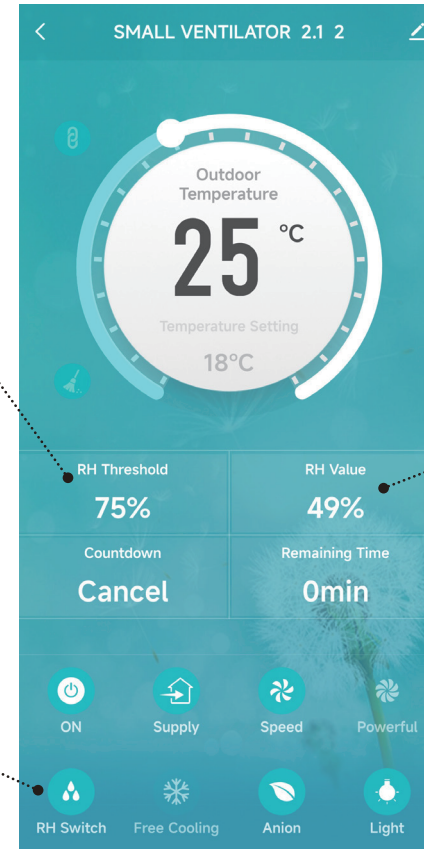 SMALL VENTILATOR 2.1 2
Outdoor
Temperature
25 °C
Temperature Setting
18°C
RH Threshold
RH Value
75%
49%
Countdown
Remaining Time
Cancel
0min
ON
Supply
Speed
Powerful
RH Switch
Free Cooling
Anion
Light